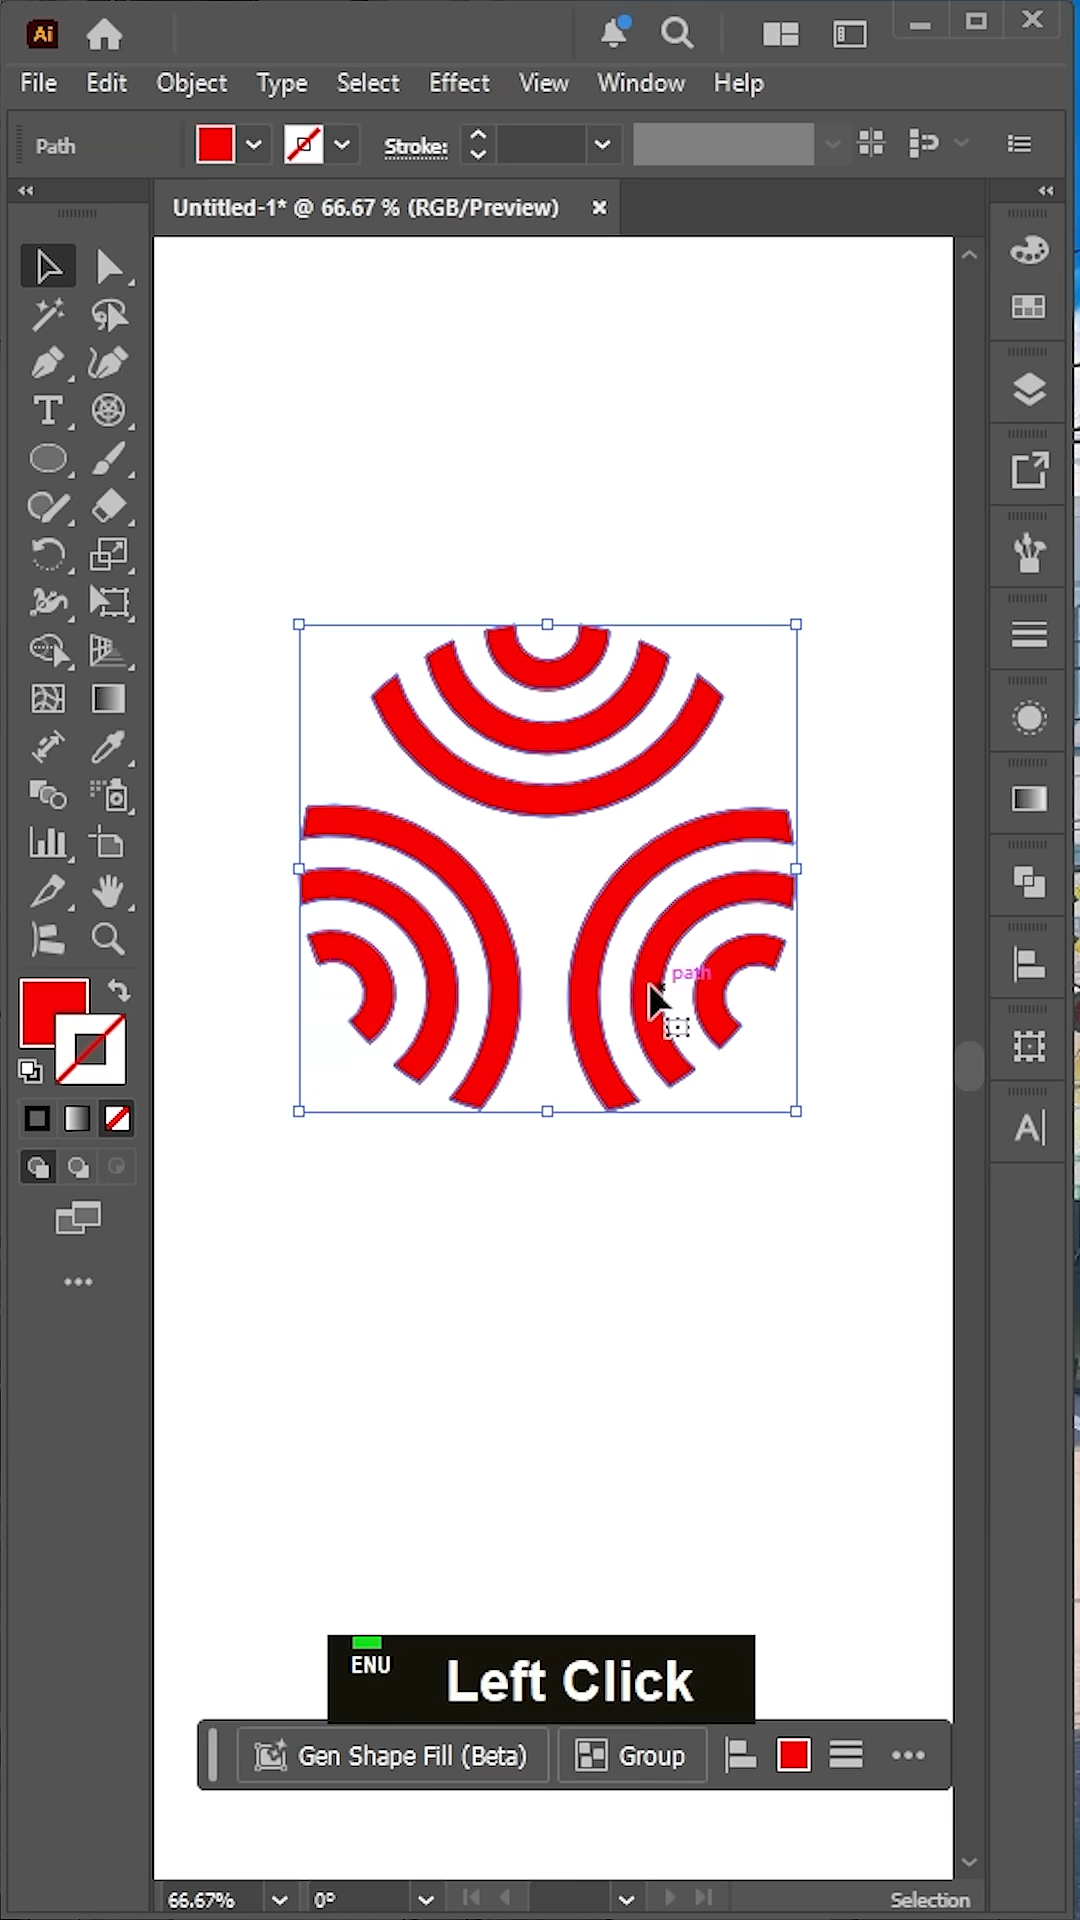 Ai
File Edit Object Type Select Effect View Window Help
Path Stroke:
Untitled-1* @ 66.67 % (RGB/Preview) ×
path
ENU
Left Click
Gen Shape Fill (Beta) Group
66.67% 0° Selection